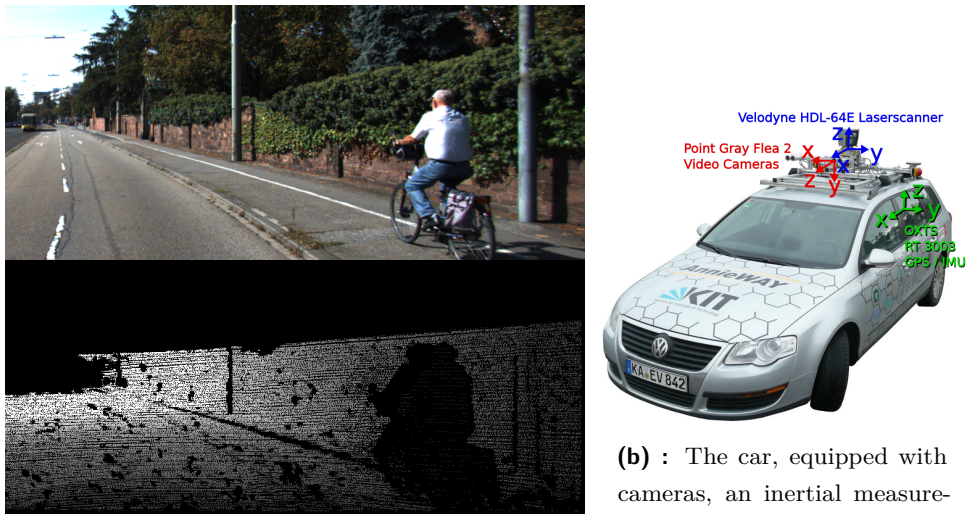 Velodyne HDL-64E Laserscanner
Point Gray Flea 2
Video Cameras
z
y
x
x
z
y
z
y
x
OXTS
RT 3003
GPS / IMU
AnnieWAY
KIT
KA EV 842
(b) : The car, equipped with
cameras, an inertial measure-